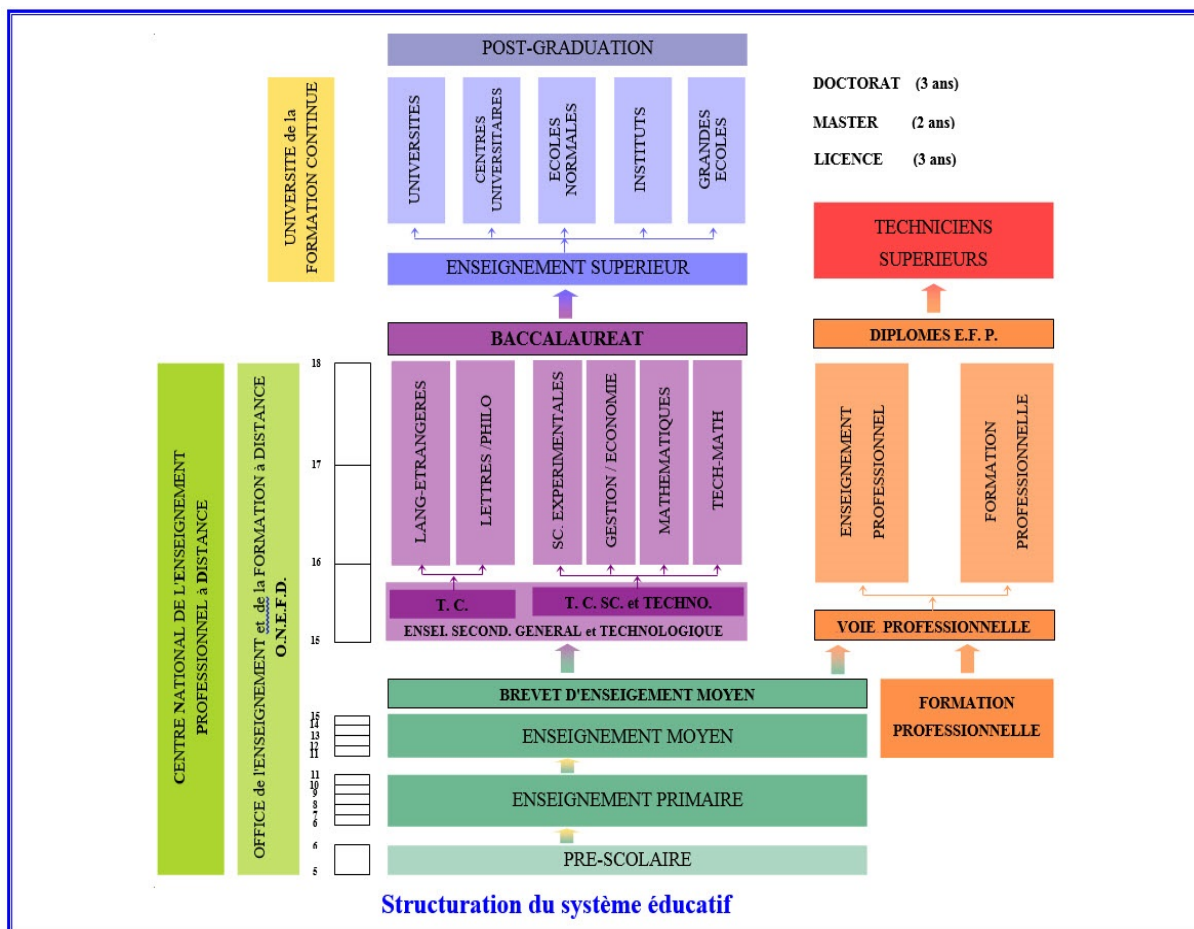 POST-GRADUATION
UNIVERSITE de la
FORMATION CONTINUE
UNIVERSITES
CENTRES
UNIVERSITAIRES
ECOLES
NORMALES
INSTITUTS
GRANDES
ECOLES
DOCTORAT (3 ans)
MASTER (2 ans)
LICENCE (3 ans)
ENSEIGNEMENT SUPERIEUR
TECHNICIENS
SUPERIEURS
BACCALAUREAT
DIPLOMES E.F. P.
CENTRE NATIONAL DE L'ENSEIGNEMENT
PROFESSIONNEL à DISTANCE
OFFICE de l'ENSEIGNEMENT et de la FORMATION à DISTANCE
O.N.E.F.D.
18
17
16
15
LANG-ETRANGERES
LETTRES /PHILO
SC. EXPERIMENTALES
GESTION / ECONOMIE
MATHEMATIQUES
TECH-MATH
ENSEIGNEMENT
PROFESSIONNEL
FORMATION
PROFESSIONNELLE
T. C.
T. C. SC. et TECHNO.
ENSEI. SECOND. GENERAL et TECHNOLOGIQUE
VOIE PROFESSIONNELLE
BREVET D'ENSEIGEMENT MOYEN
FORMATION
PROFESSIONNELLE
15
14
13
12
11
ENSEIGNEMENT MOYEN
11
10
9
8
7
6
ENSEIGNEMENT PRIMAIRE
6
5
PRE-SCOLAIRE
Structuration du système éducatif